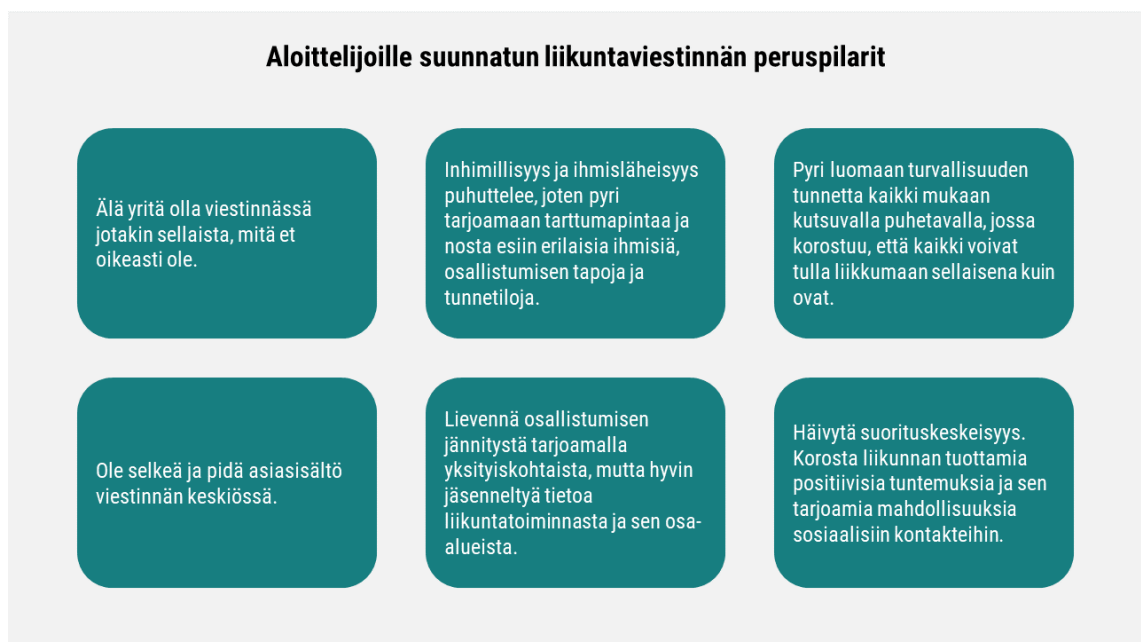 Aloittelijoille suunnatun liikuntaviestinnän peruspilarit
Älä yritä olla viestinnässä
jotakin sellaista, mitä et
oikeasti ole.
Inhimillisyys ja ihmisläheisyys
puhuttelee, joten pyri
tarjoamaan tarttumapintaa ja
nosta esiin erilaisia ihmisiä,
osallistumisen tapoja ja
tunnetiloja.
Pyri luomaan turvallisuuden
tunnetta kaikki mukaan
kutsuvalla puhetavalla, jossa
korostuu, että kaikki voivat
tulla liikkumaan sellaisena kuin
ovat.
Ole selkeä ja pidä asiasisältö
viestinnän keskiössä.
Lievennä osallistumisen
jännitystä tarjoamalla
yksityiskohtaista, mutta hyvin
jäsenneltyä tietoa
liikuntatoiminnasta ja sen osa-
alueista.
Häivytä suorituskeskeisyys.
Korosta liikunnan tuottamia
positiivisia tuntemuksia ja sen
tarjoamia mahdollisuuksia
sosiaalisiin kontakteihin.